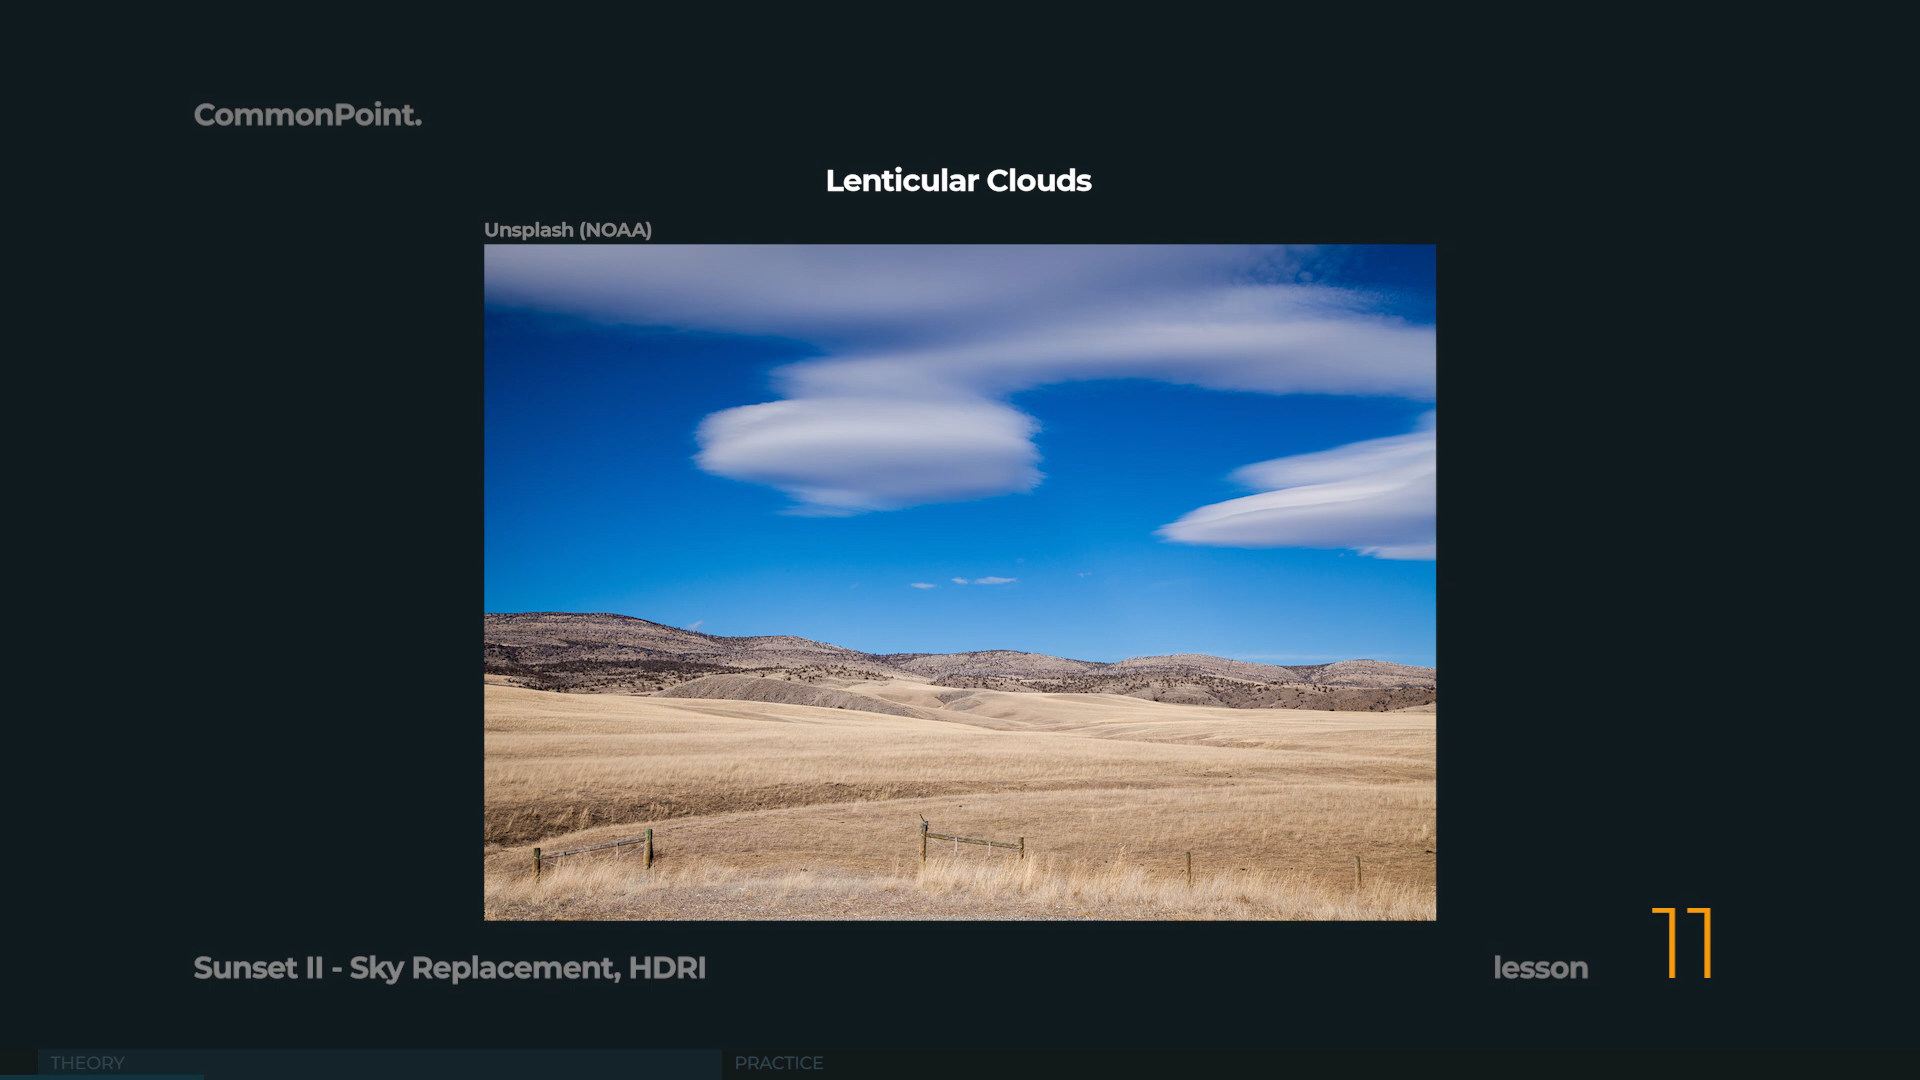 CommonPoint.
Lenticular Clouds
Unsplash (NOAA)
Sunset II - Sky Replacement, HDRI
lesson 11
THEORY
PRACTICE